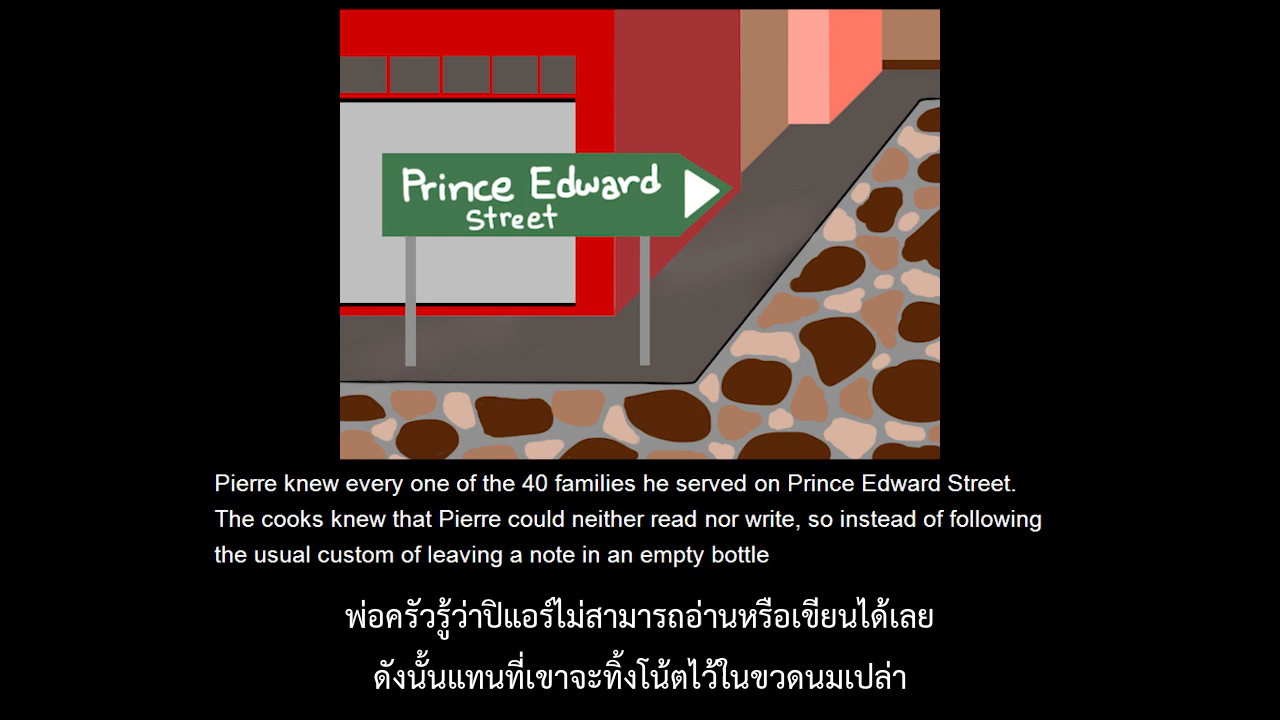 Prince Edward
Street
Pierre knew every one of the 40 families he served on Prince Edward Street.
The cooks knew that Pierre could neither read nor write, so instead of following
the usual custom of leaving a note in an empty bottle
พ่อครัวรู้ว่าปิแอร์ไม่สามารถอ่านหรือเขียนได้เลย
ดังนั้นแทนที่เขาจะทิ้งโน้ตไว้ในขวดนมเปล่า